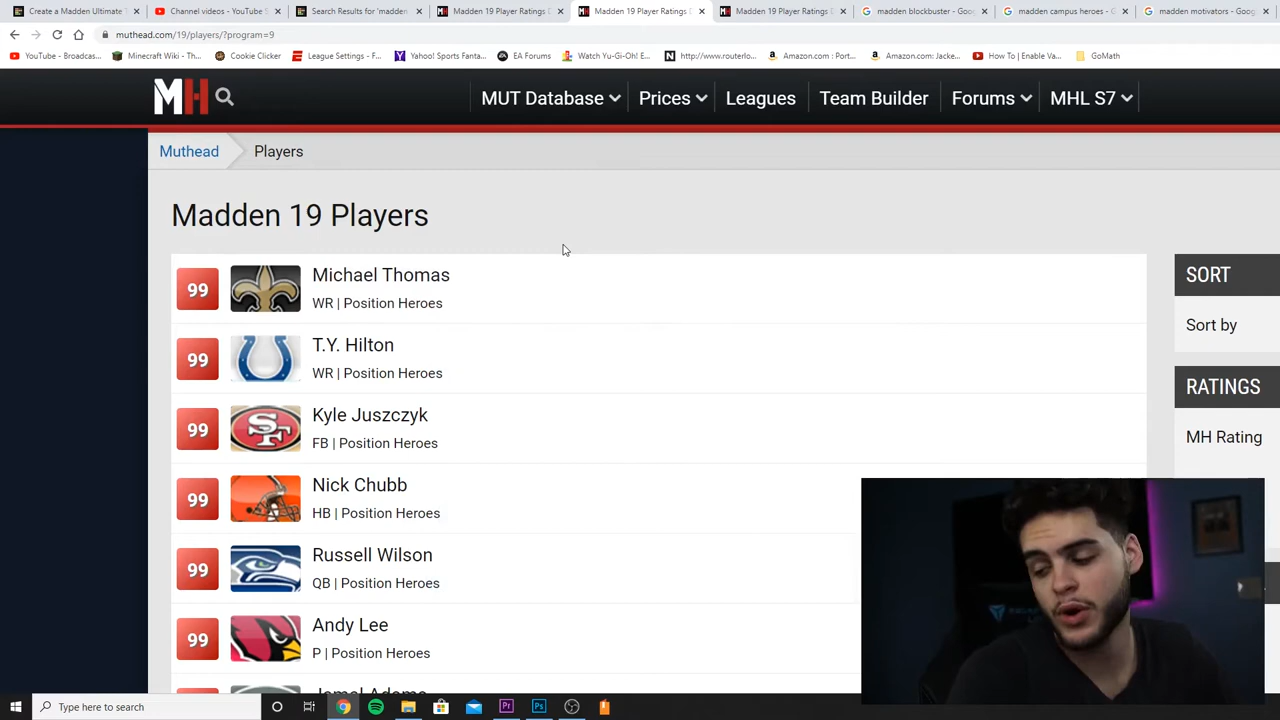 Create a Madden Ultimate T
Channel videos - YouTube S
Search Results for 'madden
Madden 19 Player Ratings D
Madden 19 Player Ratings D
Madden 19 Player Ratings D
madden blockbuster - Goog
madden campus heroes - G
madden motivators - Goog
muthead.com/19/players/?program=9
YouTube - Broadcas...
Minecraft Wiki - Th...
Cookie Clicker
League Settings - F...
Yahoo! Sports Fanta...
EA Forums
Watch Yu-Gi-Oh! E...
http://www.routerlo...
Amazon.com : Port...
Amazon.com: Jacke...
How To | Enable Va...
GoMath
MH
MUT Database
Prices
Leagues
Team Builder
Forums
MHL S7
Muthead
Players
Madden 19 Players
99
Michael Thomas
WR | Position Heroes
99
T.Y. Hilton
WR | Position Heroes
99
Kyle Juszczyk
FB | Position Heroes
99
Nick Chubb
HB | Position Heroes
99
Russell Wilson
QB | Position Heroes
99
Andy Lee
P | Position Heroes
Jamal Adams
SORT
Sort by
RATINGS
MH Rating
Type here to search
Pr
Ps